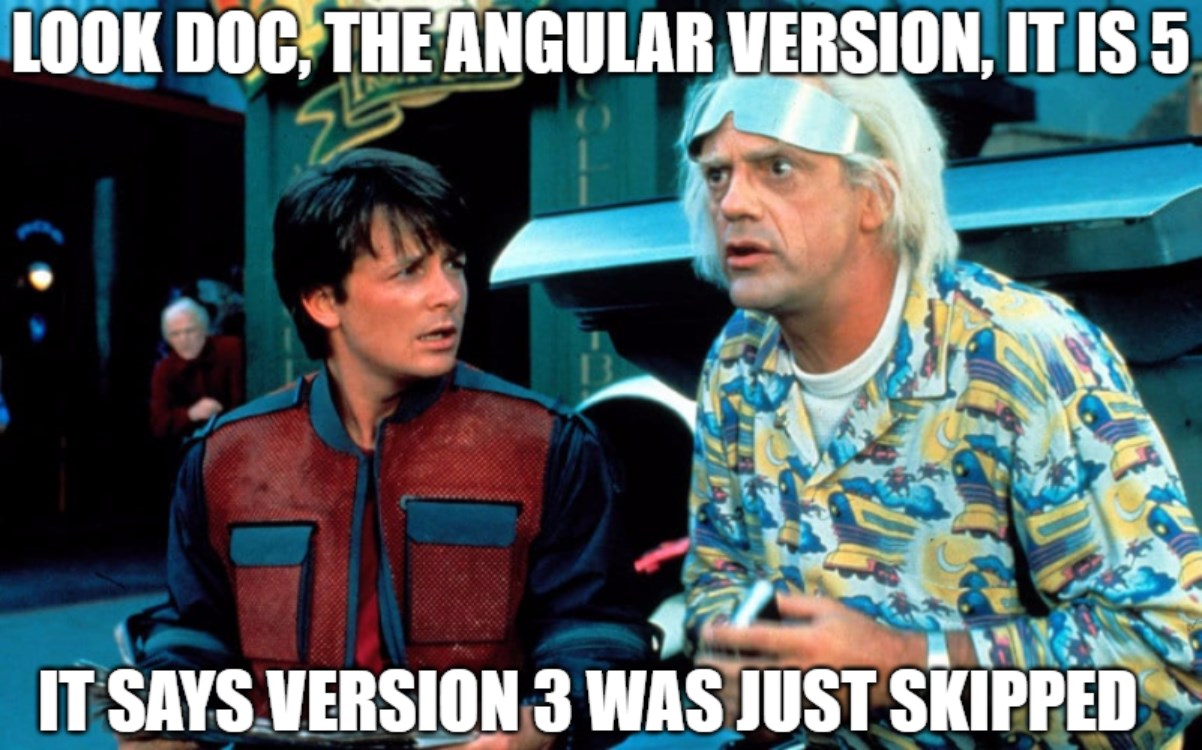 LOOK DOC, THE ANGULAR VERSION, IT IS 5
IT SAYS VERSION 3 WAS JUST SKIPPED